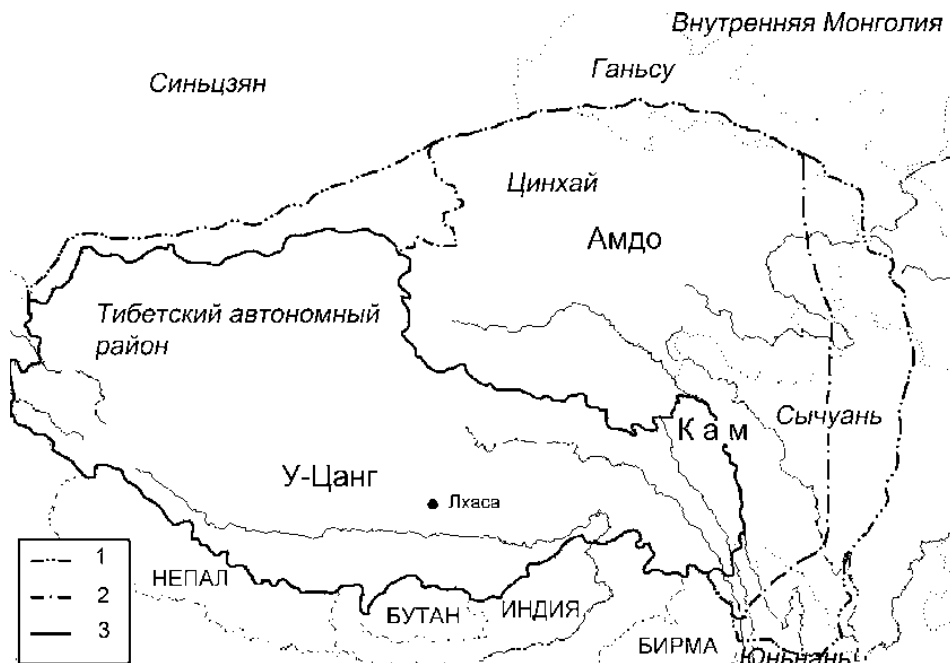 Внутренняя Монголия
Ганьсу
Синьцзян
Цинхай
Амдо
Тибетский автономный
район
Кам
Сычуань
У-Цанг
Лхаса
1
2
3
НЕПАЛ
БУТАН
ИНДИЯ
БИРМА
Юньнань